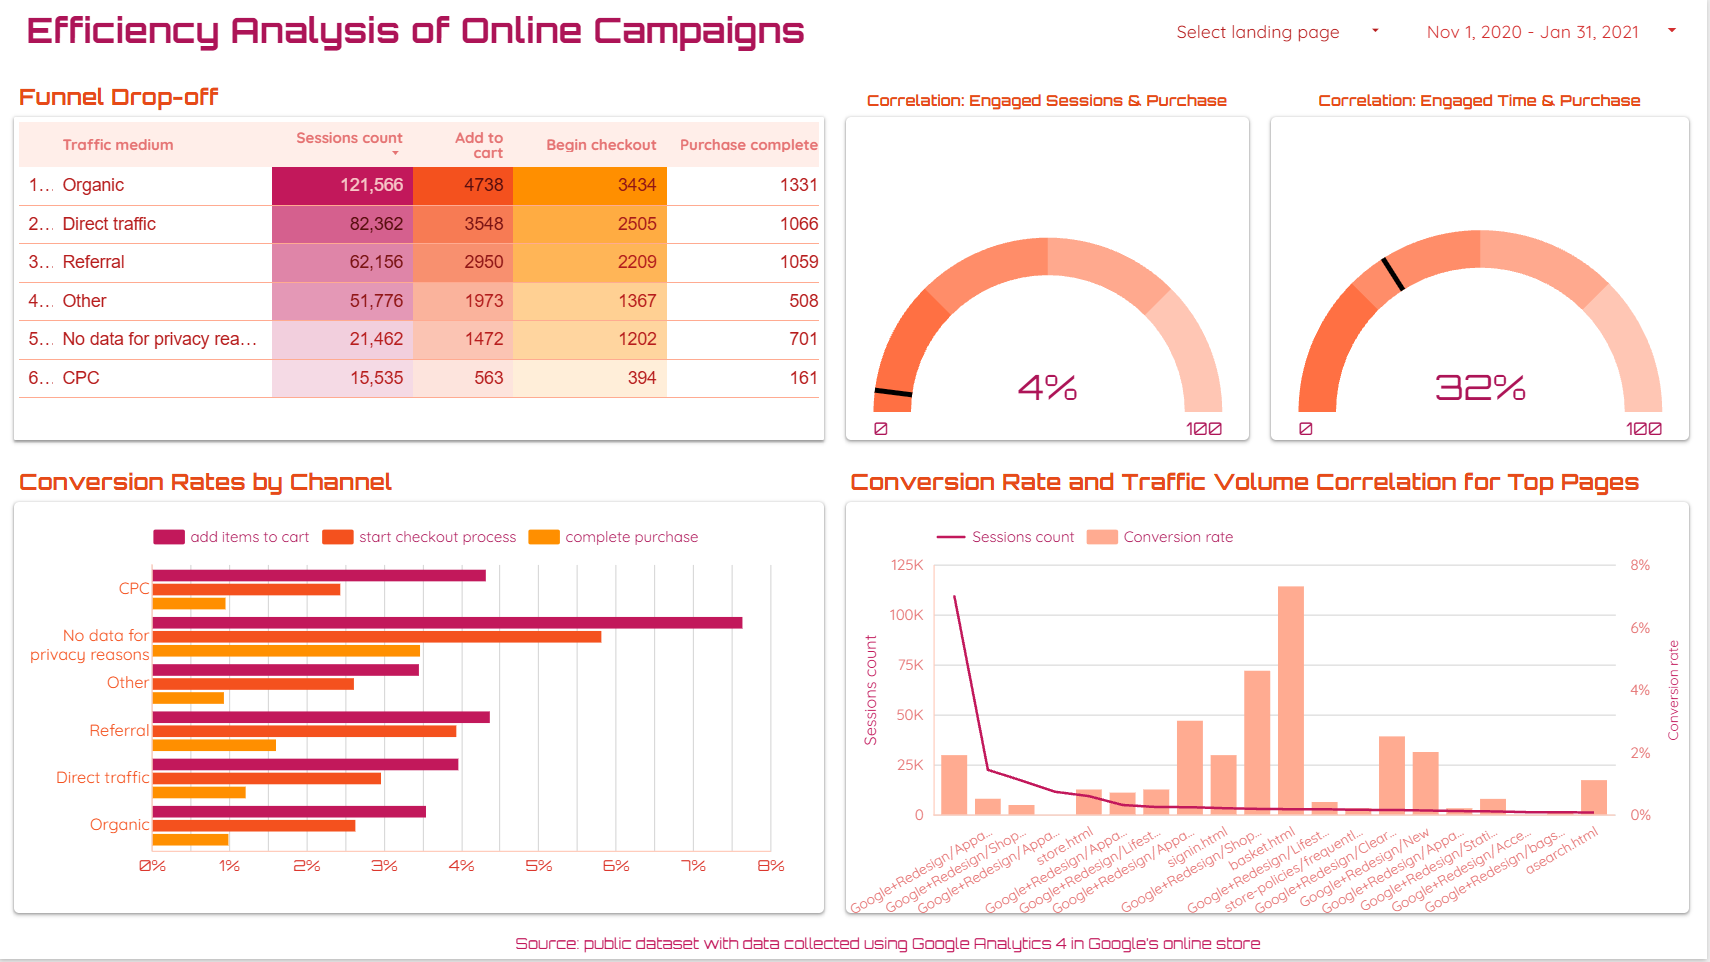 Efficiency Analysis of Online Campaigns
Select landing page
Nov 1, 2020 - Jan 31, 2021
Funnel Drop-off
Traffic medium Sessions count Add to cart Begin checkout Purchase complete
1... Organic 121,566 4738 3434 1331
2... Direct traffic 82,362 3548 2505 1066
3... Referral 62,156 2950 2209 1059
4... Other 51,776 1973 1367 508
5... No data for privacy rea... 21,462 1472 1202 701
6... CPC 15,535 563 394 161
Correlation: Engaged Sessions & Purchase
4%
0 100
Correlation: Engaged Time & Purchase
32%
0 100
Conversion Rates by Channel
add items to cart start checkout process complete purchase
CPC
No data for
privacy reasons
Other
Referral
Direct traffic
Organic
0% 1% 2% 3% 4% 5% 6% 7% 8%
Conversion Rate and Traffic Volume Correlation for Top Pages
Sessions count Conversion rate
125K 8%
100K
6%
75K
4%
50K
2%
25K
0 0%
Sessions count
Conversion rate
Google+Redesign/Appa...
Google+Redesign/Shop...
Google+Redesign/Appa...
store.html
Google+Redesign/Appa...
Google+Redesign/Lifest...
Google+Redesign/Appa...
signin.html
Google+Redesign/Shop...
basket.html
Google+Redesign/Lifest...
store-policies/frequentl...
Google+Redesign/Clear...
Google+Redesign/New
Google+Redesign/Appa...
Google+Redesign/Stati...
Google+Redesign/Acce...
Google+Redesign/bags...
asearch.html
Source: public dataset with data collected using Google Analytics 4 in Google's online store